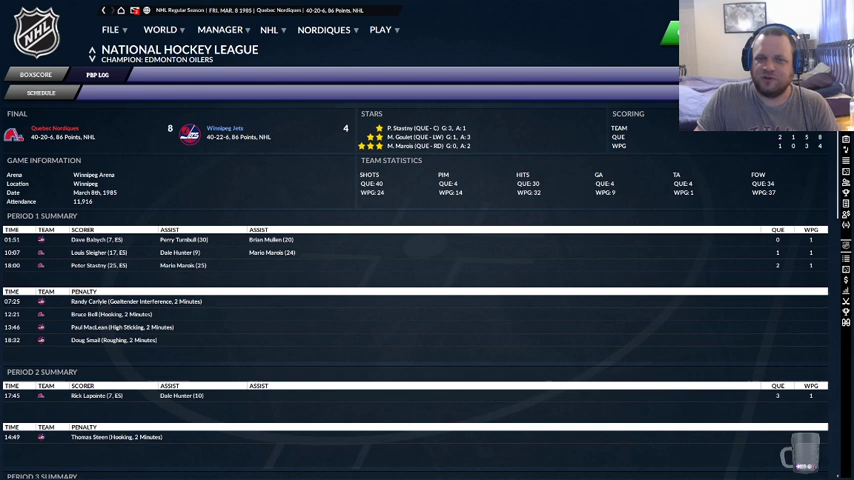 NHL Regular Season | FRI. MAR. 8 1985 | Quebec Nordiques | 40-20-6, 86 Points, NHL
FILE WORLD MANAGER NHL NORDIQUES PLAY
NATIONAL HOCKEY LEAGUE
CHAMPION: EDMONTON OILERS
BOXSCORE PBP LOG
SCHEDULE
FINAL STARS SCORING
Quebec Nordiques 8 Winnipeg Jets 4
40-20-6, 86 Points, NHL 40-22-6, 86 Points, NHL
P. Stastny (QUE - C) G:3, A:1
M. Goulet (QUE - LW) G:1, A:3
M. Marois (QUE - RD) G:0, A:2
TEAM
QUE 2 1 5 8
WPG 1 0 3 4
GAME INFORMATION TEAM STATISTICS
Arena Winnipeg Arena
Location Winnipeg
Date March 8th, 1985
Attendance 11,916
SHOTS PIM HITS GA TA FOW
QUE:40 QUE:4 QUE:30 QUE:4 QUE:4 QUE:34
WPG:24 WPG:14 WPG:32 WPG:9 WPG:1 WPG:37
PERIOD 1 SUMMARY
TIME TEAM SCORER ASSIST ASSIST QUE WPG
01:51 Dave Babych (7, ES) Perry Turnbull (30) Brian Mullen (20) 0 1
10:07 Louis Sleigher (17, ES) Dale Hunter (9) Mario Marois (24) 1 1
18:00 Peter Stastny (25, ES) Mario Marois (25) 2 1
TIME TEAM PENALTY
07:25 Randy Carlyle (Goaltender Interference, 2 Minutes)
12:21 Bruce Bell (Hooking, 2 Minutes)
13:46 Paul MacLean (High Sticking, 2 Minutes)
18:32 Doug Smail (Roughing, 2 Minutes)
PERIOD 2 SUMMARY
TIME TEAM SCORER ASSIST ASSIST QUE WPG
17:45 Rick Lapointe (7, ES) Dale Hunter (10) 3 1
TIME TEAM PENALTY
14:49 Thomas Steen (Hooking, 2 Minutes)
PERIOD 3 SUMMARY